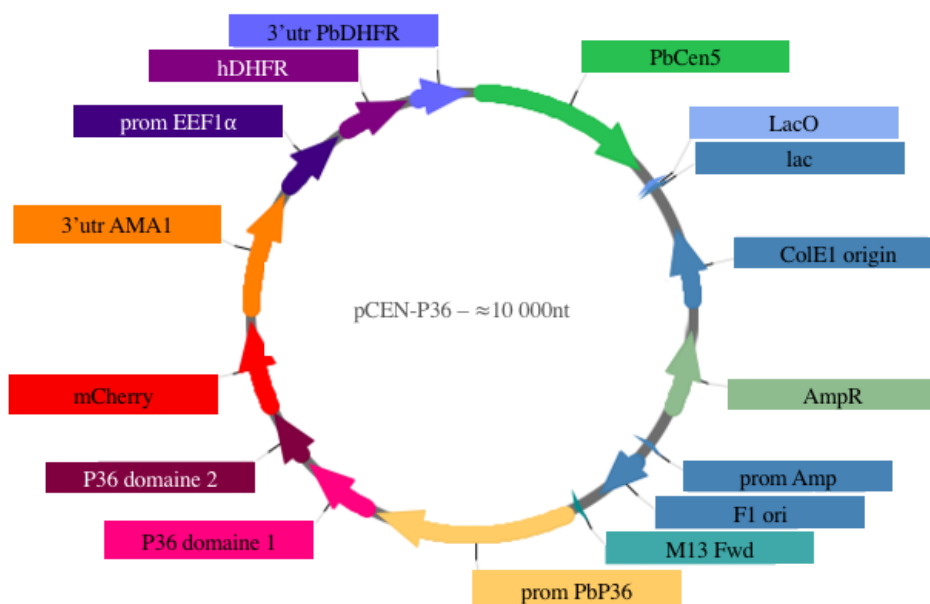 3'utr PbDHFR
PbCen5
hDHFR
LacO
prom EEF1α
lac
3'utr AMA1
ColE1 origin
pCEN-P36 – ≈10 000nt
mCherry
AmpR
P36 domaine 2
prom Amp
F1 ori
P36 domaine 1
M13 Fwd
prom PbP36